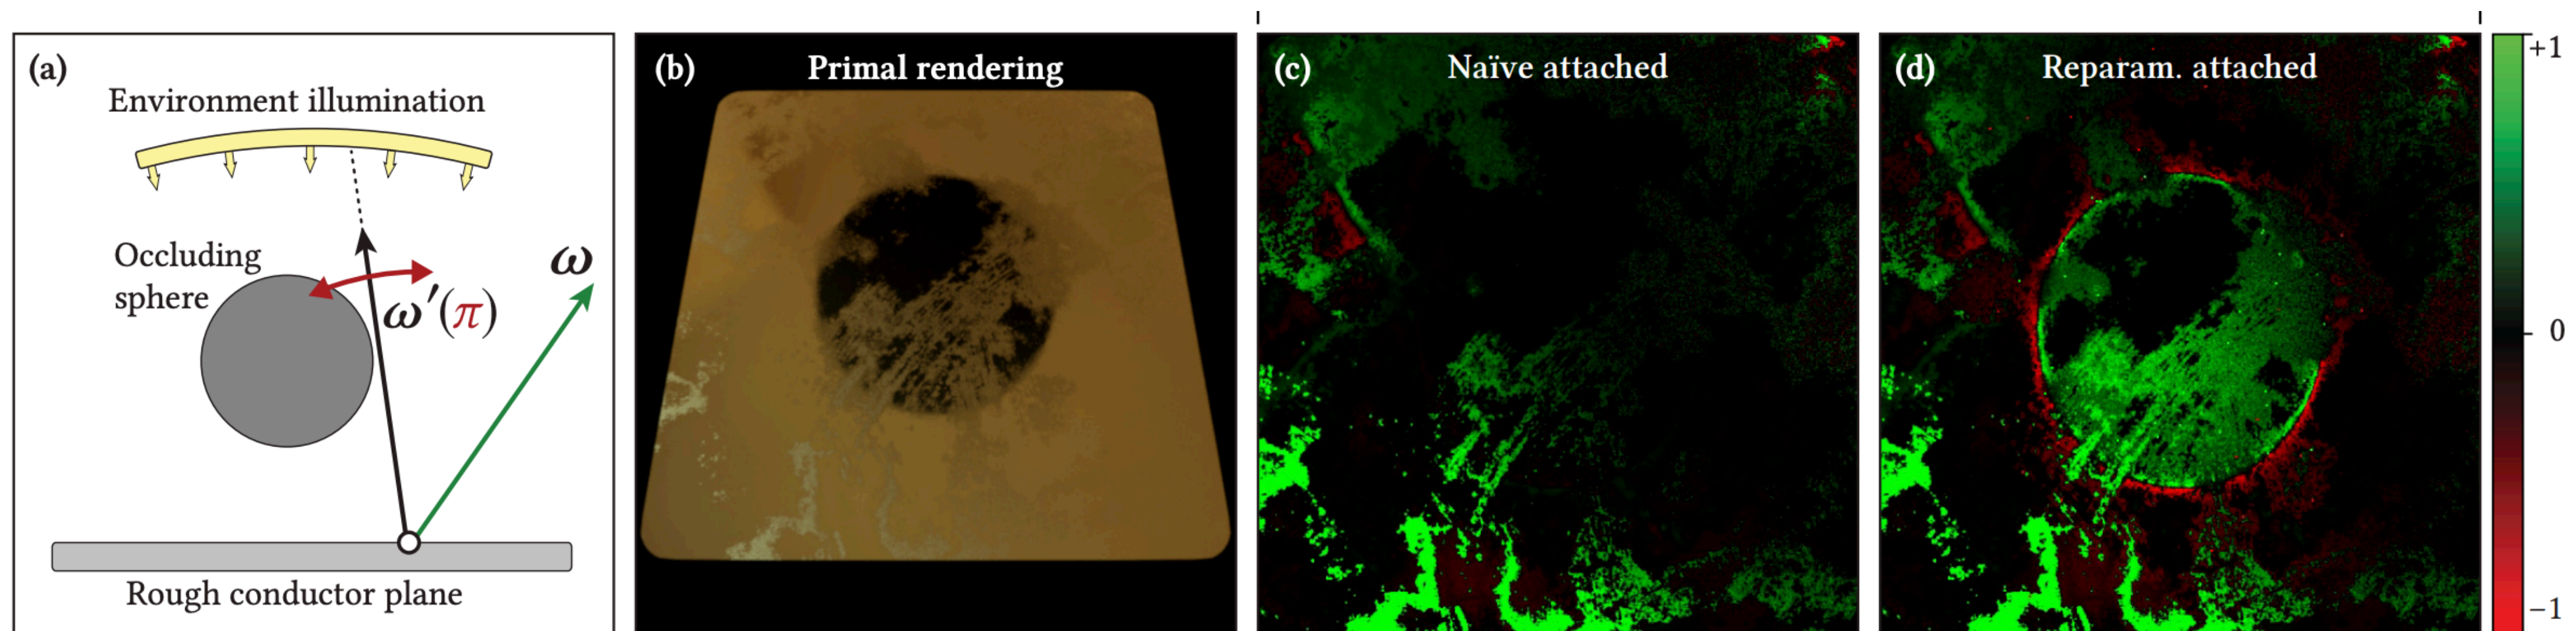 (a)
Environment illumination
Occluding
sphere
ω
ω′(π)
Rough conductor plane
(b)
Primal rendering
(c)
Naïve attached
(d)
Reparam. attached
+1
0
−1